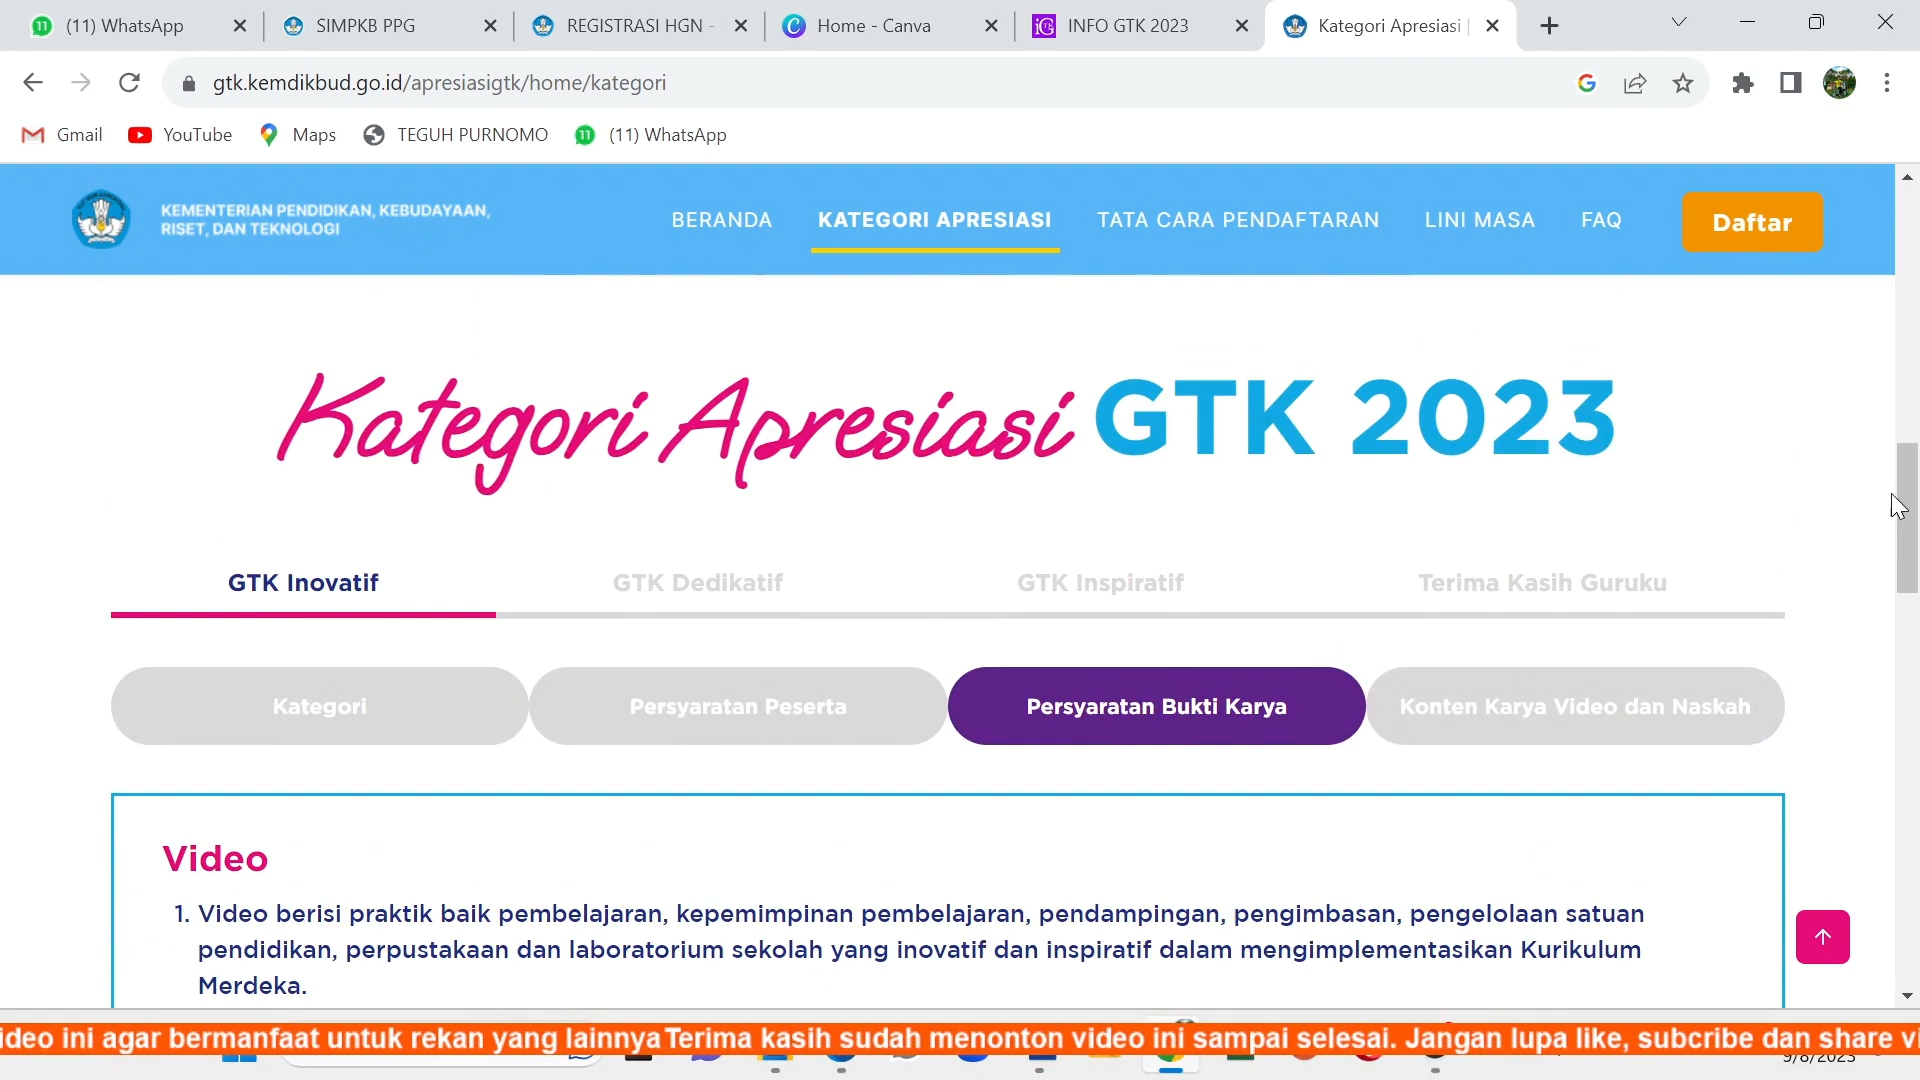 (11) WhatsApp
SIMPKB PPG
REGISTRASI HGN -
Home - Canva
INFO GTK 2023
Kategori Apresiasi |
gtk.kemdikbud.go.id/apresiasigtk/home/kategori
Gmail
YouTube
Maps
TEGUH PURNOMO
(11) WhatsApp
KEMENTERIAN PENDIDIKAN, KEBUDAYAAN,
RISET, DAN TEKNOLOGI
BERANDA
KATEGORI APRESIASI
TATA CARA PENDAFTARAN
LINI MASA
FAQ
Daftar
Kategori Apresiasi GTK 2023
GTK Inovatif
GTK Dedikatif
GTK Inspiratif
Terima Kasih Guruku
Kategori
Persyaratan Peserta
Persyaratan Bukti Karya
Konten Karya Video dan Naskah
Video
1. Video berisi praktik baik pembelajaran, kepemimpinan pembelajaran, pendampingan, pengimbasan, pengelolaan satuan
pendidikan, perpustakaan dan laboratorium sekolah yang inovatif dan inspiratif dalam mengimplementasikan Kurikulum
Merdeka.
ideo ini agar bermanfaat untuk rekan yang lainnya Terima kasih sudah menonton video ini sampai selesai. Jangan lupa like, subcribe dan share vi
9/8/2023